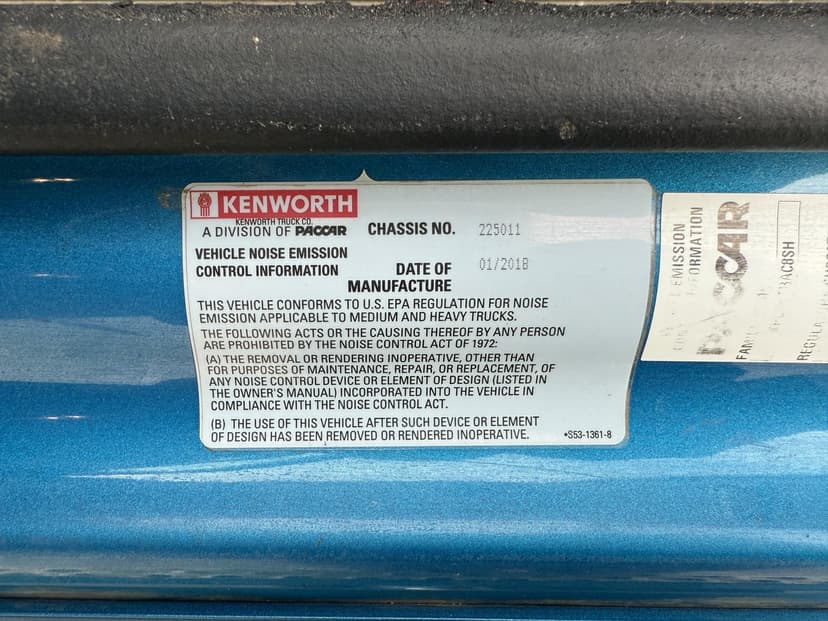 KENWORTH
KENWORTH TRUCK CO.
A DIVISION OF PACCAR
CHASSIS NO. 225011
VEHICLE NOISE EMISSION
CONTROL INFORMATION
DATE OF
MANUFACTURE
01/2018
THIS VEHICLE CONFORMS TO U.S. EPA REGULATION FOR NOISE
EMISSION APPLICABLE TO MEDIUM AND HEAVY TRUCKS.
THE FOLLOWING ACTS OR THE CAUSING THEREOF BY ANY PERSON
ARE PROHIBITED BY THE NOISE CONTROL ACT OF 1972:
(A) THE REMOVAL OR RENDERING INOPERATIVE, OTHER THAN
FOR PURPOSES OF MAINTENANCE, REPAIR, OR REPLACEMENT, OF
ANY NOISE CONTROL DEVICE OR ELEMENT OF DESIGN (LISTED IN
THE OWNER'S MANUAL) INCORPORATED INTO THE VEHICLE IN
COMPLIANCE WITH THE NOISE CONTROL ACT.
(B) THE USE OF THIS VEHICLE AFTER SUCH DEVICE OR ELEMENT
OF DESIGN HAS BEEN REMOVED OR RENDERED INOPERATIVE.
•S53-1361-8
EMISSION
PACCAR